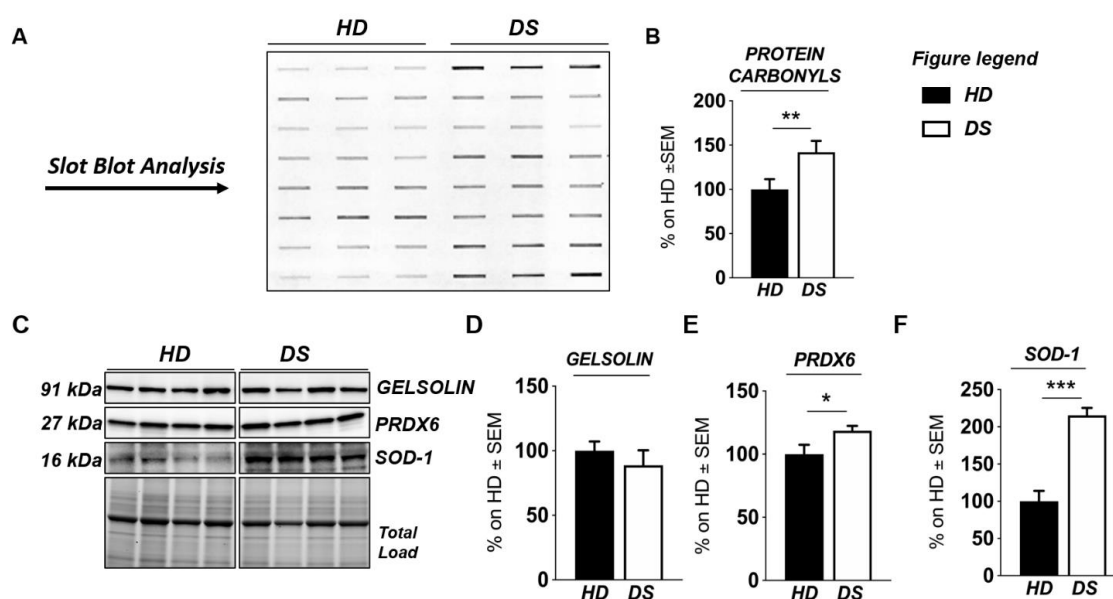 A
HD DS
Slot Blot Analysis
B
PROTEIN
CARBONYLS
200
150
100
50
0
% on HD ±SEM
**
HD DS
Figure legend
HD
DS
C
HD DS
91 kDa GELSOLIN
27 kDa PRDX6
16 kDa SOD-1
Total
Load
D
GELSOLIN
150
100
50
0
% on HD ± SEM
HD DS
E
PRDX6
150
100
50
0
% on HD ± SEM
*
HD DS
F
SOD-1
250
200
150
100
50
0
% on HD ± SEM
***
HD DS